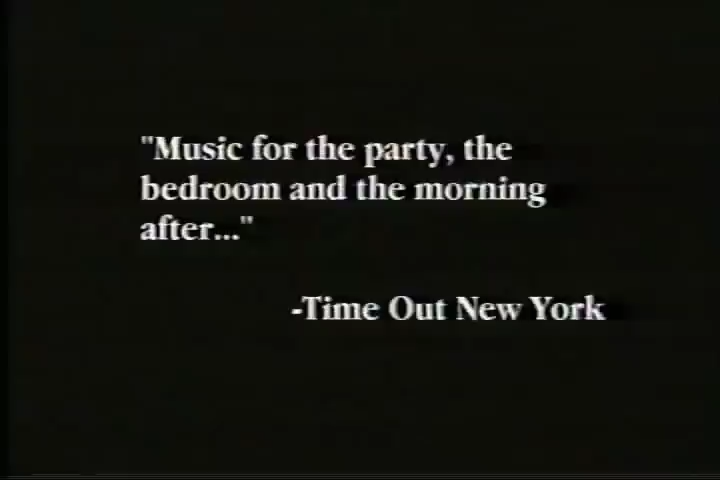 "Music for the party, the
bedroom and the morning
after..."
-Time Out New York